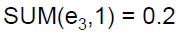 SUM(e₃,1) = 0.2